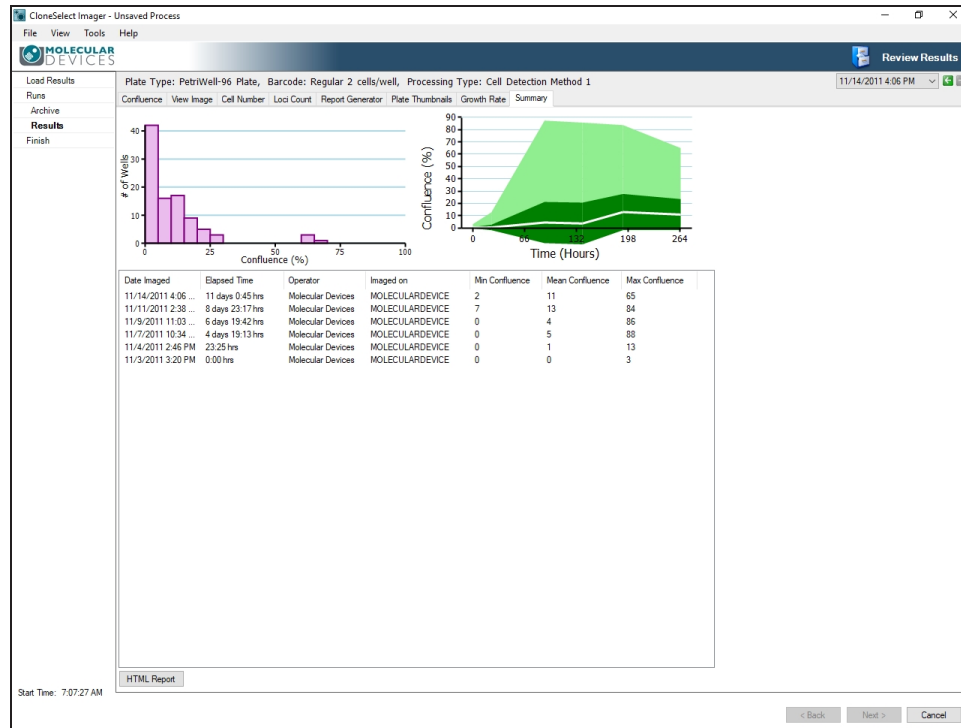 CloneSelect Imager - Unsaved Process
File View Tools Help
MOLECULAR
DEVICES
Review Results
Load Results
Runs
Archive
Results
Finish
Plate Type: PetriWell-96 Plate, Barcode: Regular 2 cells/well, Processing Type: Cell Detection Method 1
11/14/2011 4:06 PM
Confluence View Image Cell Number Loci Count Report Generator Plate Thumbnails Growth Rate Summary
# of Wells
40
30
20
10
0
0 25 50 75 100
Confluence (%)
Confluence (%)
90
80
70
60
50
40
30
20
10
0
0 66 132 198 264
Time (Hours)
Date Imaged Elapsed Time Operator Imaged on Min Confluence Mean Confluence Max Confluence
11/14/2011 4:06 ... 11 days 0:45 hrs Molecular Devices MOLECULARDEVICE 2 11 65
11/11/2011 2:38 ... 8 days 23:17 hrs Molecular Devices MOLECULARDEVICE 7 13 84
11/9/2011 11:03 ... 6 days 19:42 hrs Molecular Devices MOLECULARDEVICE 0 4 86
11/7/2011 10:34 ... 4 days 19:13 hrs Molecular Devices MOLECULARDEVICE 0 5 88
11/4/2011 2:46 PM 23:25 hrs Molecular Devices MOLECULARDEVICE 0 1 13
11/3/2011 3:20 PM 0:00 hrs Molecular Devices MOLECULARDEVICE 0 0 3
HTML Report
Start Time: 7:07:27 AM
< Back Next > Cancel